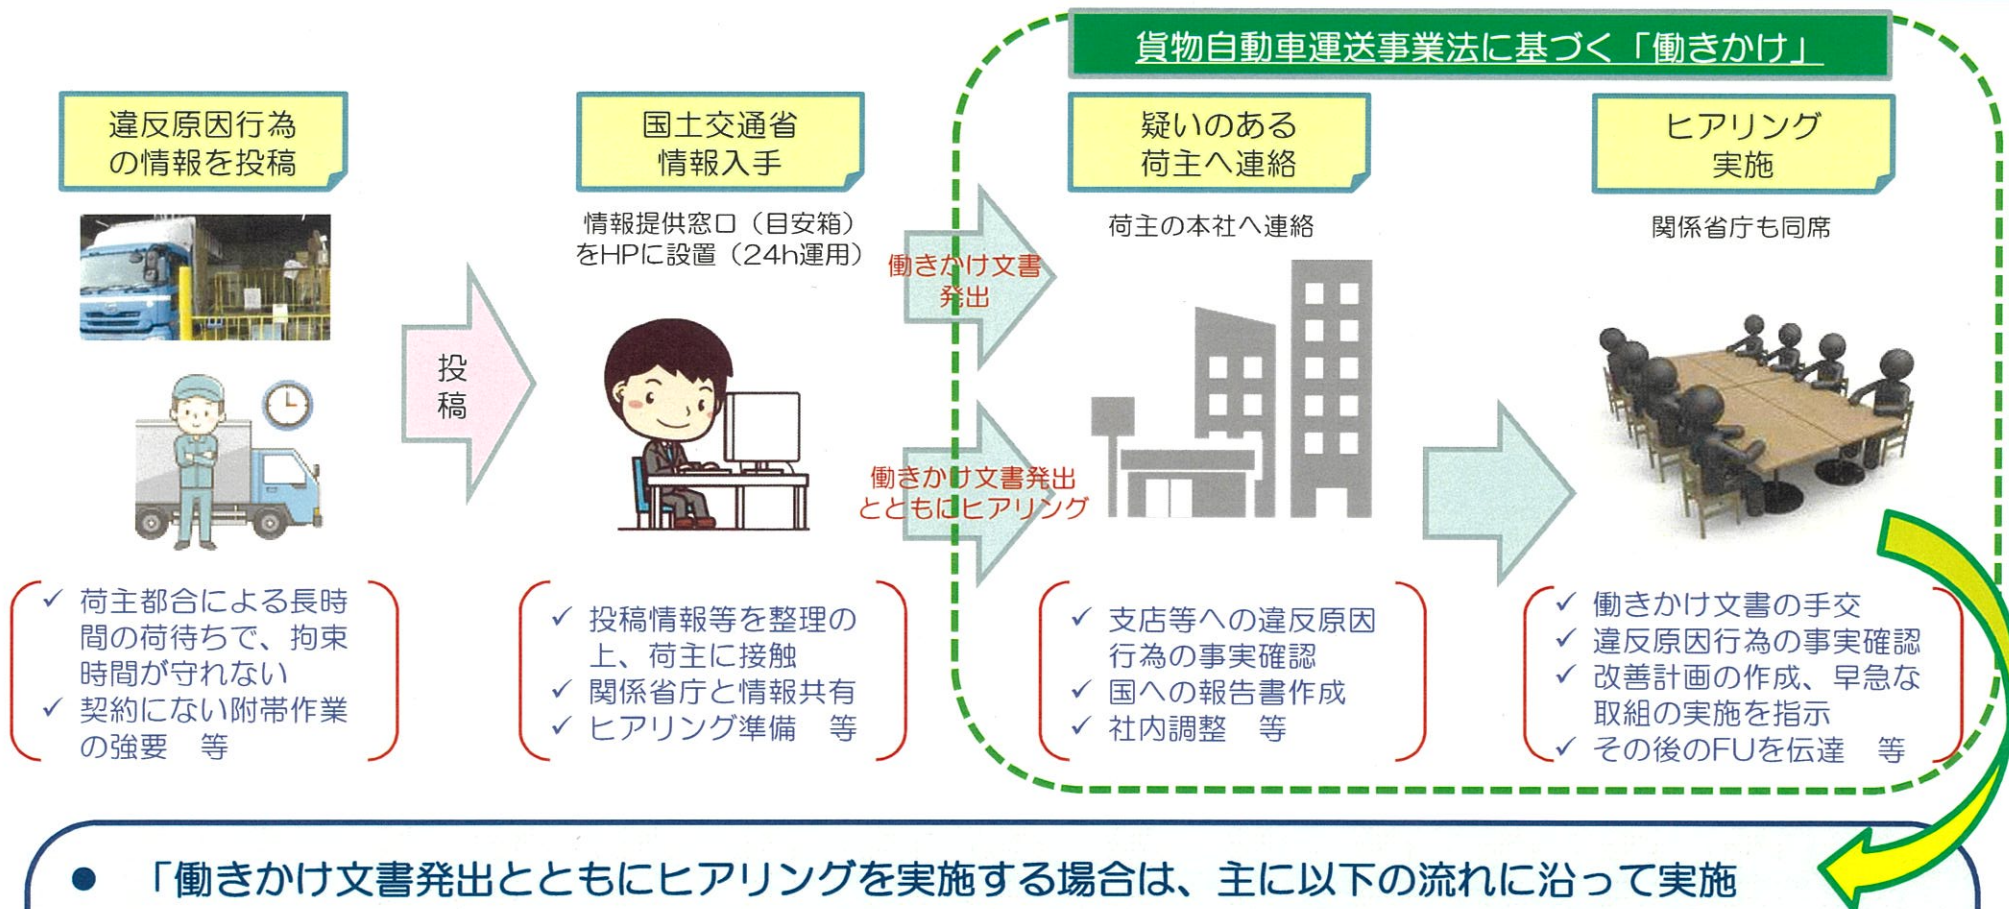 貨物自動車運送事業法に基づく「働きかけ」
違反原因行為
の情報を投稿
国土交通省
情報入手
疑いのある
荷主へ連絡
ヒアリング
実施
情報提供窓口（目安箱）
をHPに設置（24h運用）
荷主の本社へ連絡
関係省庁も同席
投
稿
働きかけ文書
発出
働きかけ文書発出
とともにヒアリング
✓ 荷主都合による長時
間の荷待ちで、拘束
時間が守れない
✓ 契約にない附帯作業
の強要　等
✓ 投稿情報等を整理の
上、荷主に接触
✓ 関係省庁と情報共有
✓ ヒアリング準備　等
✓ 支店等への違反原因
行為の事実確認
✓ 国への報告書作成
✓ 社内調整　等
✓ 働きかけ文書の手交
✓ 違反原因行為の事実確認
✓ 改善計画の作成、早急な
取組の実施を指示
✓ その後のFUを伝達　等
● 「働きかけ文書発出とともにヒアリングを実施する場合は、主に以下の流れに沿って実施